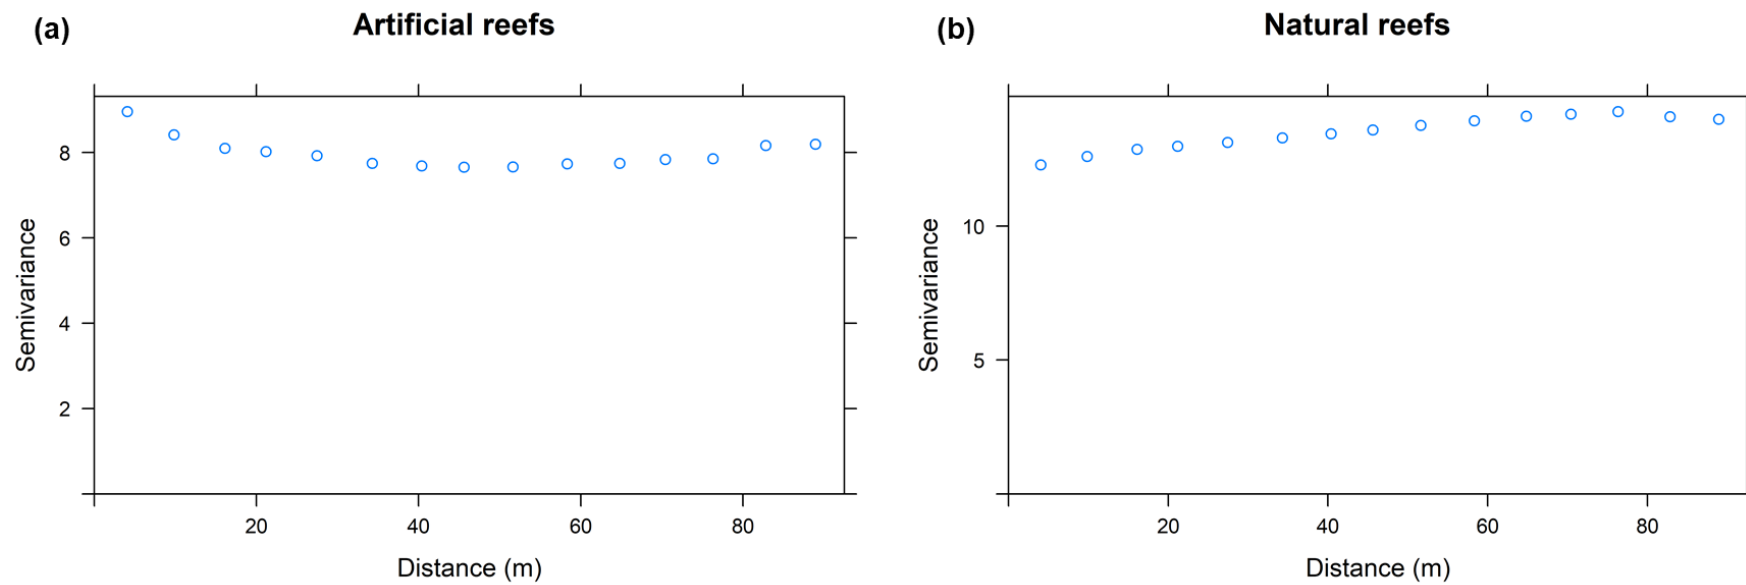 (a)
Artificial reefs
Semivariance
8
6
4
2
20
40
60
80
Distance (m)
(b)
Natural reefs
Semivariance
10
5
20
40
60
80
Distance (m)